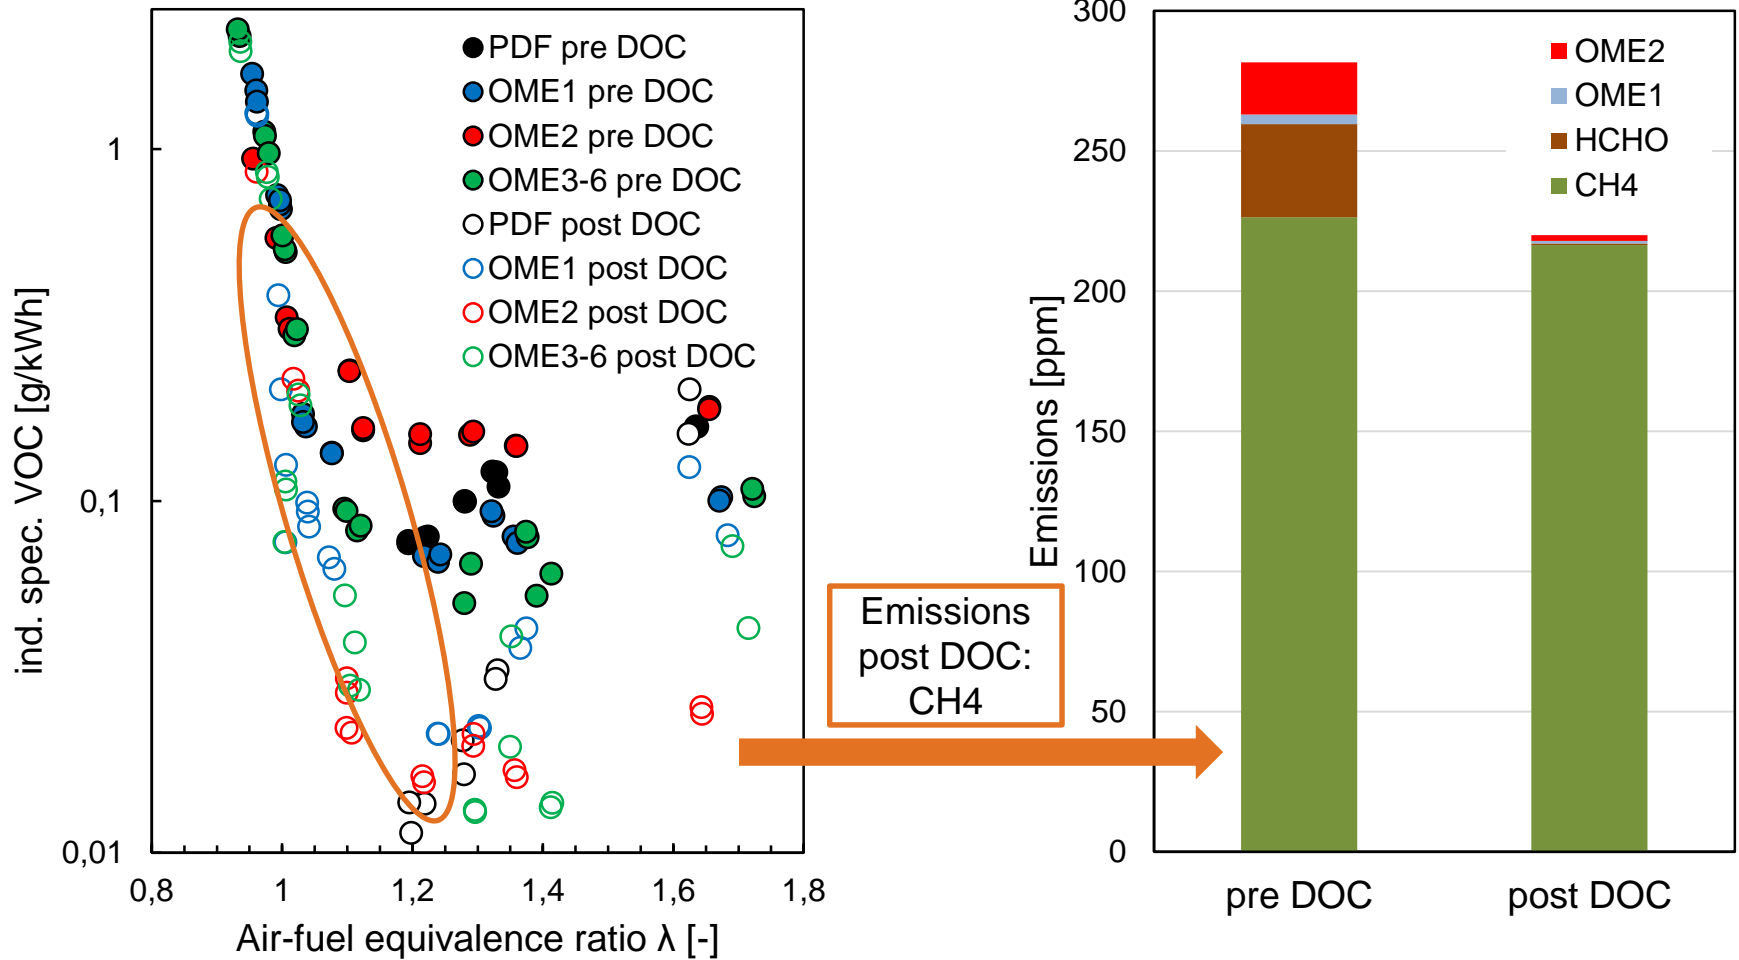 ind. spec. VOC [g/kWh]
1
0,1
0,01
0,8
1
1,2
1,4
1,6
1,8
Air-fuel equivalence ratio λ [-]
PDF pre DOC
OME1 pre DOC
OME2 pre DOC
OME3-6 pre DOC
PDF post DOC
OME1 post DOC
OME2 post DOC
OME3-6 post DOC
Emissions
post DOC:
CH4
Emissions [ppm]
300
250
200
150
100
50
0
OME2
OME1
HCHO
CH4
pre DOC
post DOC